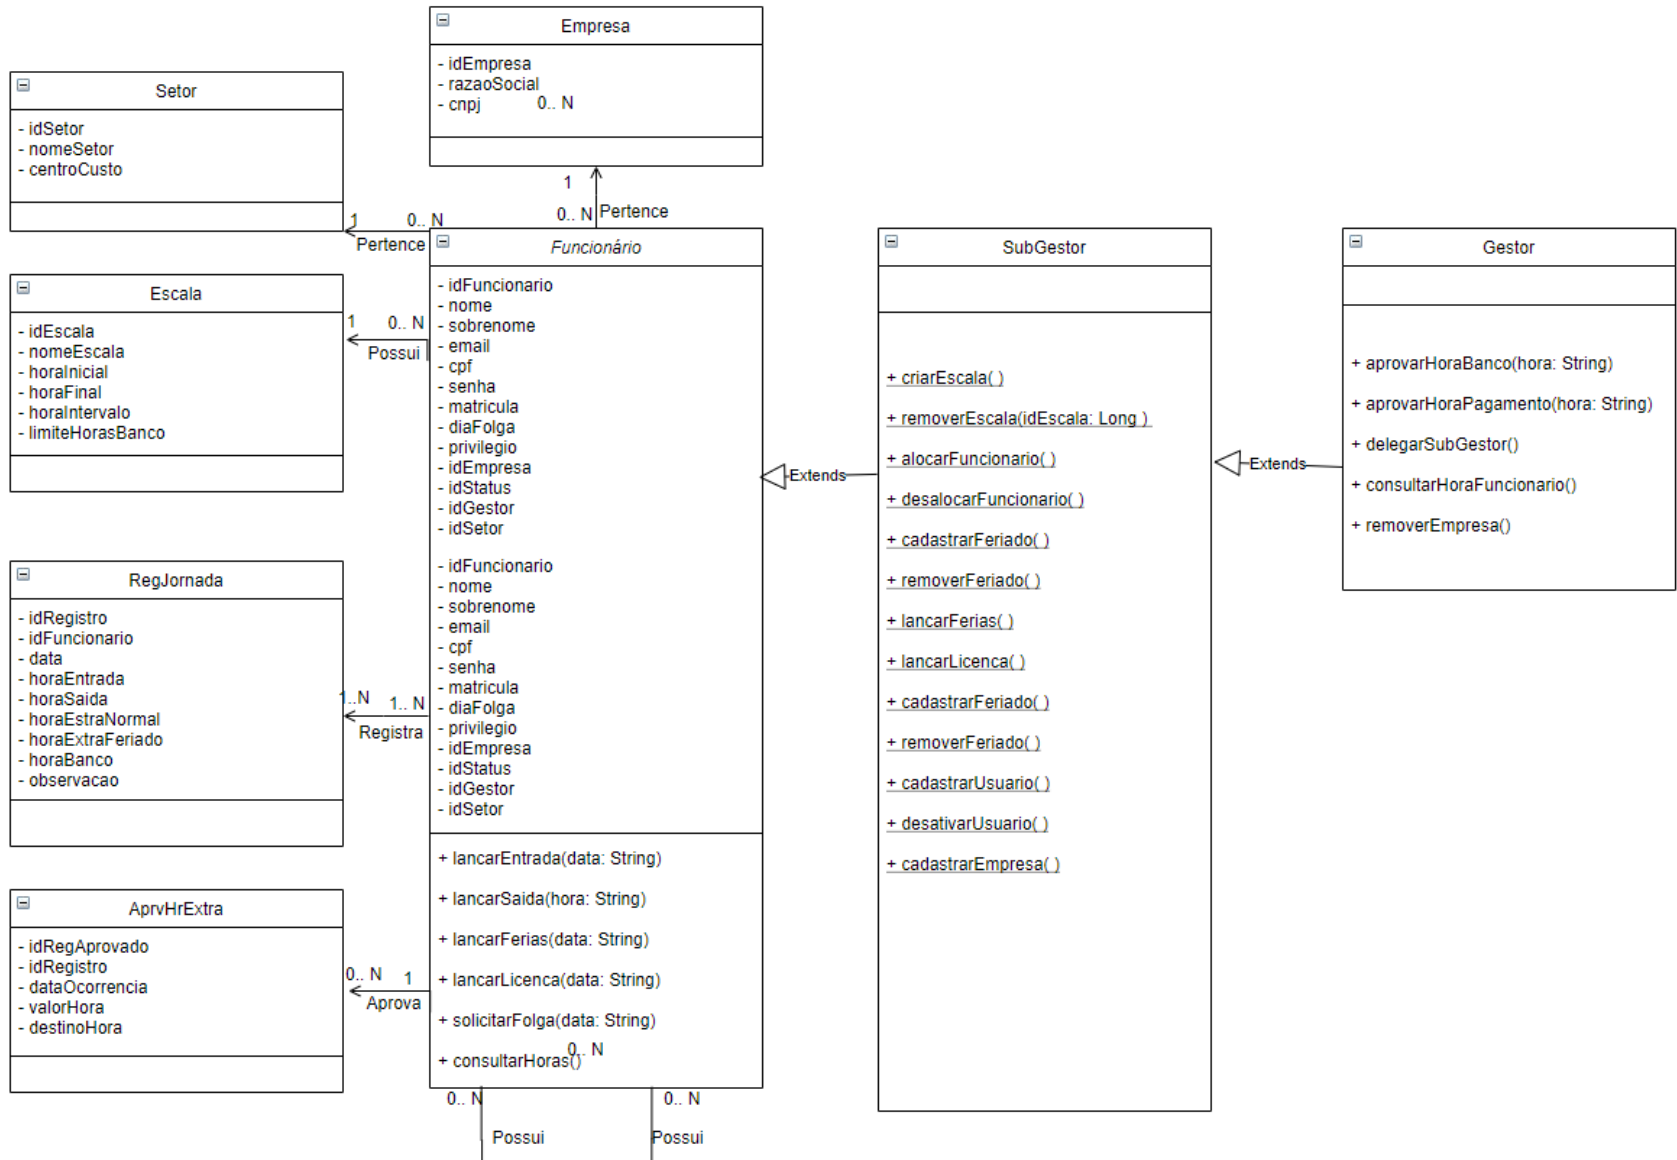 Empresa
- idEmpresa
- razaoSocial
- cnpj
0.. N
Setor
- idSetor
- nomeSetor
- centroCusto
1
0.. N
Pertence
1
0.. N
Pertence
Escala
- idEscala
- nomeEscala
- horaInicial
- horaFinal
- horaIntervalo
- limiteHorasBanco
1
0.. N
Possui
RegJornada
- idRegistro
- idFuncionario
- data
- horaEntrada
- horaSaida
- horaEstraNormal
- horaExtraFeriado
- horaBanco
- observacao
1..N
1.. N
Registra
AprvHrExtra
- idRegAprovado
- idRegistro
- dataOcorrencia
- valorHora
- destinoHora
0.. N
1
Aprova
Funcionário
- idFuncionario
- nome
- sobrenome
- email
- cpf
- senha
- matricula
- diaFolga
- privilegio
- idEmpresa
- idStatus
- idGestor
- idSetor
- idFuncionario
- nome
- sobrenome
- email
- cpf
- senha
- matricula
- diaFolga
- privilegio
- idEmpresa
- idStatus
- idGestor
- idSetor
+ lancarEntrada(data: String)
+ lancarSaida(hora: String)
+ lancarFerias(data: String)
+ lancarLicenca(data: String)
+ solicitarFolga(data: String)
+ consultarHoras()
0.. N
0.. N
Possui
0.. N
Possui
Extends
SubGestor
+ criarEscala( )
+ removerEscala(idEscala: Long )
+ alocarFuncionario( )
+ desalocarFuncionario( )
+ cadastrarFeriado( )
+ removerFeriado( )
+ lancarFerias( )
+ lancarLicenca( )
+ cadastrarFeriado( )
+ removerFeriado( )
+ cadastrarUsuario( )
+ desativarUsuario( )
+ cadastrarEmpresa( )
Extends
Gestor
+ aprovarHoraBanco(hora: String)
+ aprovarHoraPagamento(hora: String)
+ delegarSubGestor()
+ consultarHoraFuncionario()
+ removerEmpresa()